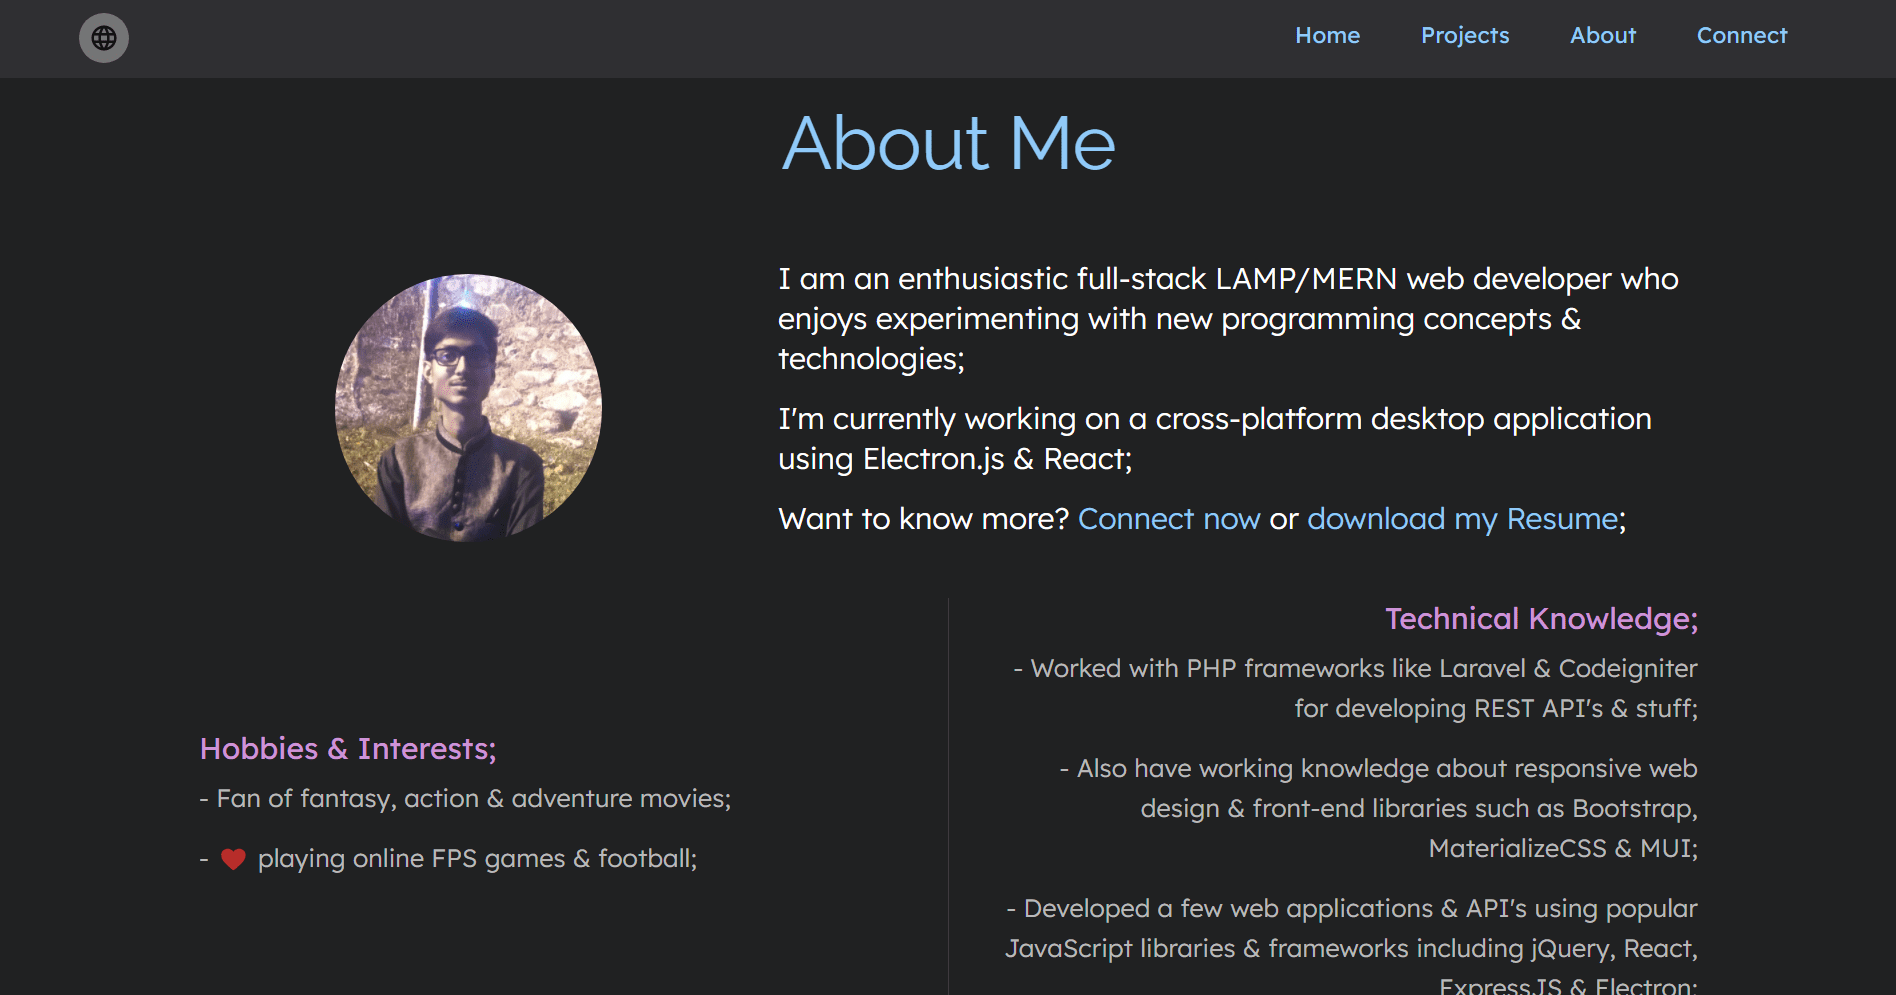 Home Projects About Connect
About Me
I am an enthusiastic full-stack LAMP/MERN web developer who
enjoys experimenting with new programming concepts &
technologies;
I'm currently working on a cross-platform desktop application
using Electron.js & React;
Want to know more? Connect now or download my Resume;
Hobbies & Interests;
- Fan of fantasy, action & adventure movies;
- ❤ playing online FPS games & football;
Technical Knowledge;
- Worked with PHP frameworks like Laravel & Codeigniter
for developing REST API's & stuff;
- Also have working knowledge about responsive web
design & front-end libraries such as Bootstrap,
MaterializeCSS & MUI;
- Developed a few web applications & API's using popular
JavaScript libraries & frameworks including jQuery, React,
ExpressJS & Electron;